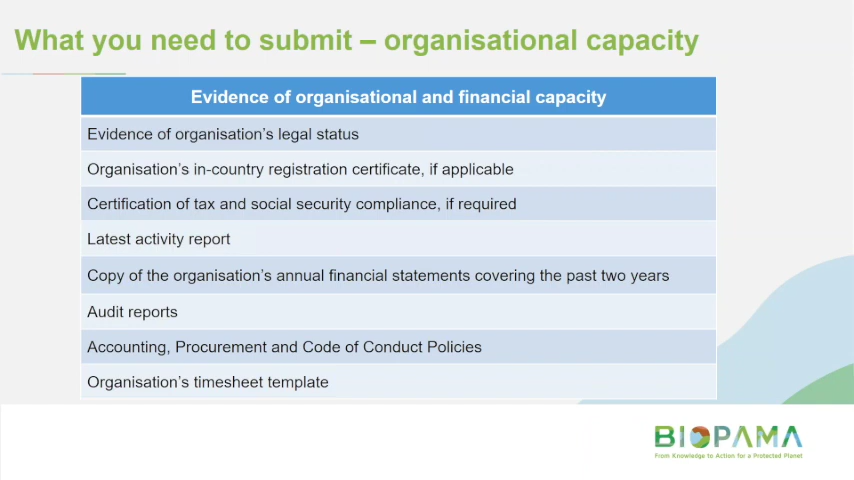 What you need to submit – organisational capacity
Evidence of organisational and financial capacity
Evidence of organisation's legal status
Organisation's in-country registration certificate, if applicable
Certification of tax and social security compliance, if required
Latest activity report
Copy of the organisation's annual financial statements covering the past two years
Audit reports
Accounting, Procurement and Code of Conduct Policies
Organisation's timesheet template
BIOPAMA
From Knowledge to Action for a Protected Planet